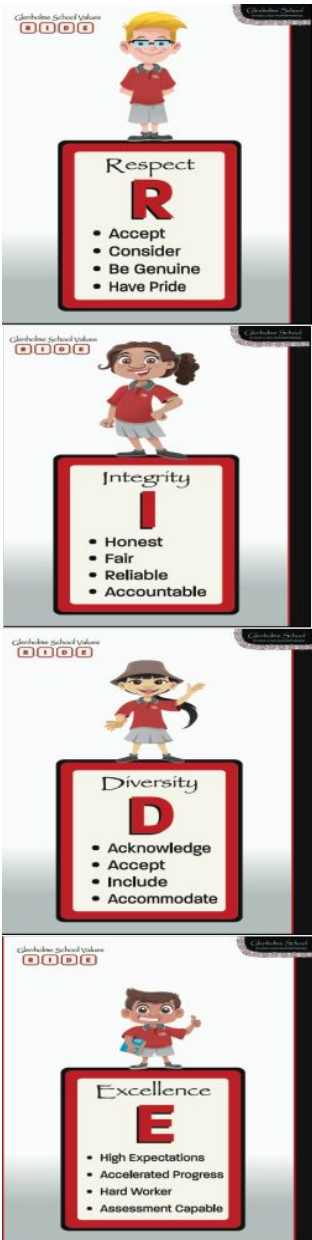 Glenholme School Values
R I D E
Glenholme School
Respect
R
• Accept
• Consider
• Be Genuine
• Have Pride
Glenholme School Values
R I D E
Glenholme School
Integrity
I
• Honest
• Fair
• Reliable
• Accountable
Glenholme School Values
R I D E
Glenholme School
Diversity
D
• Acknowledge
• Accept
• Include
• Accommodate
Glenholme School Values
R I D E
Glenholme School
Excellence
E
• High Expectations
• Accelerated Progress
• Hard Worker
• Assessment Capable